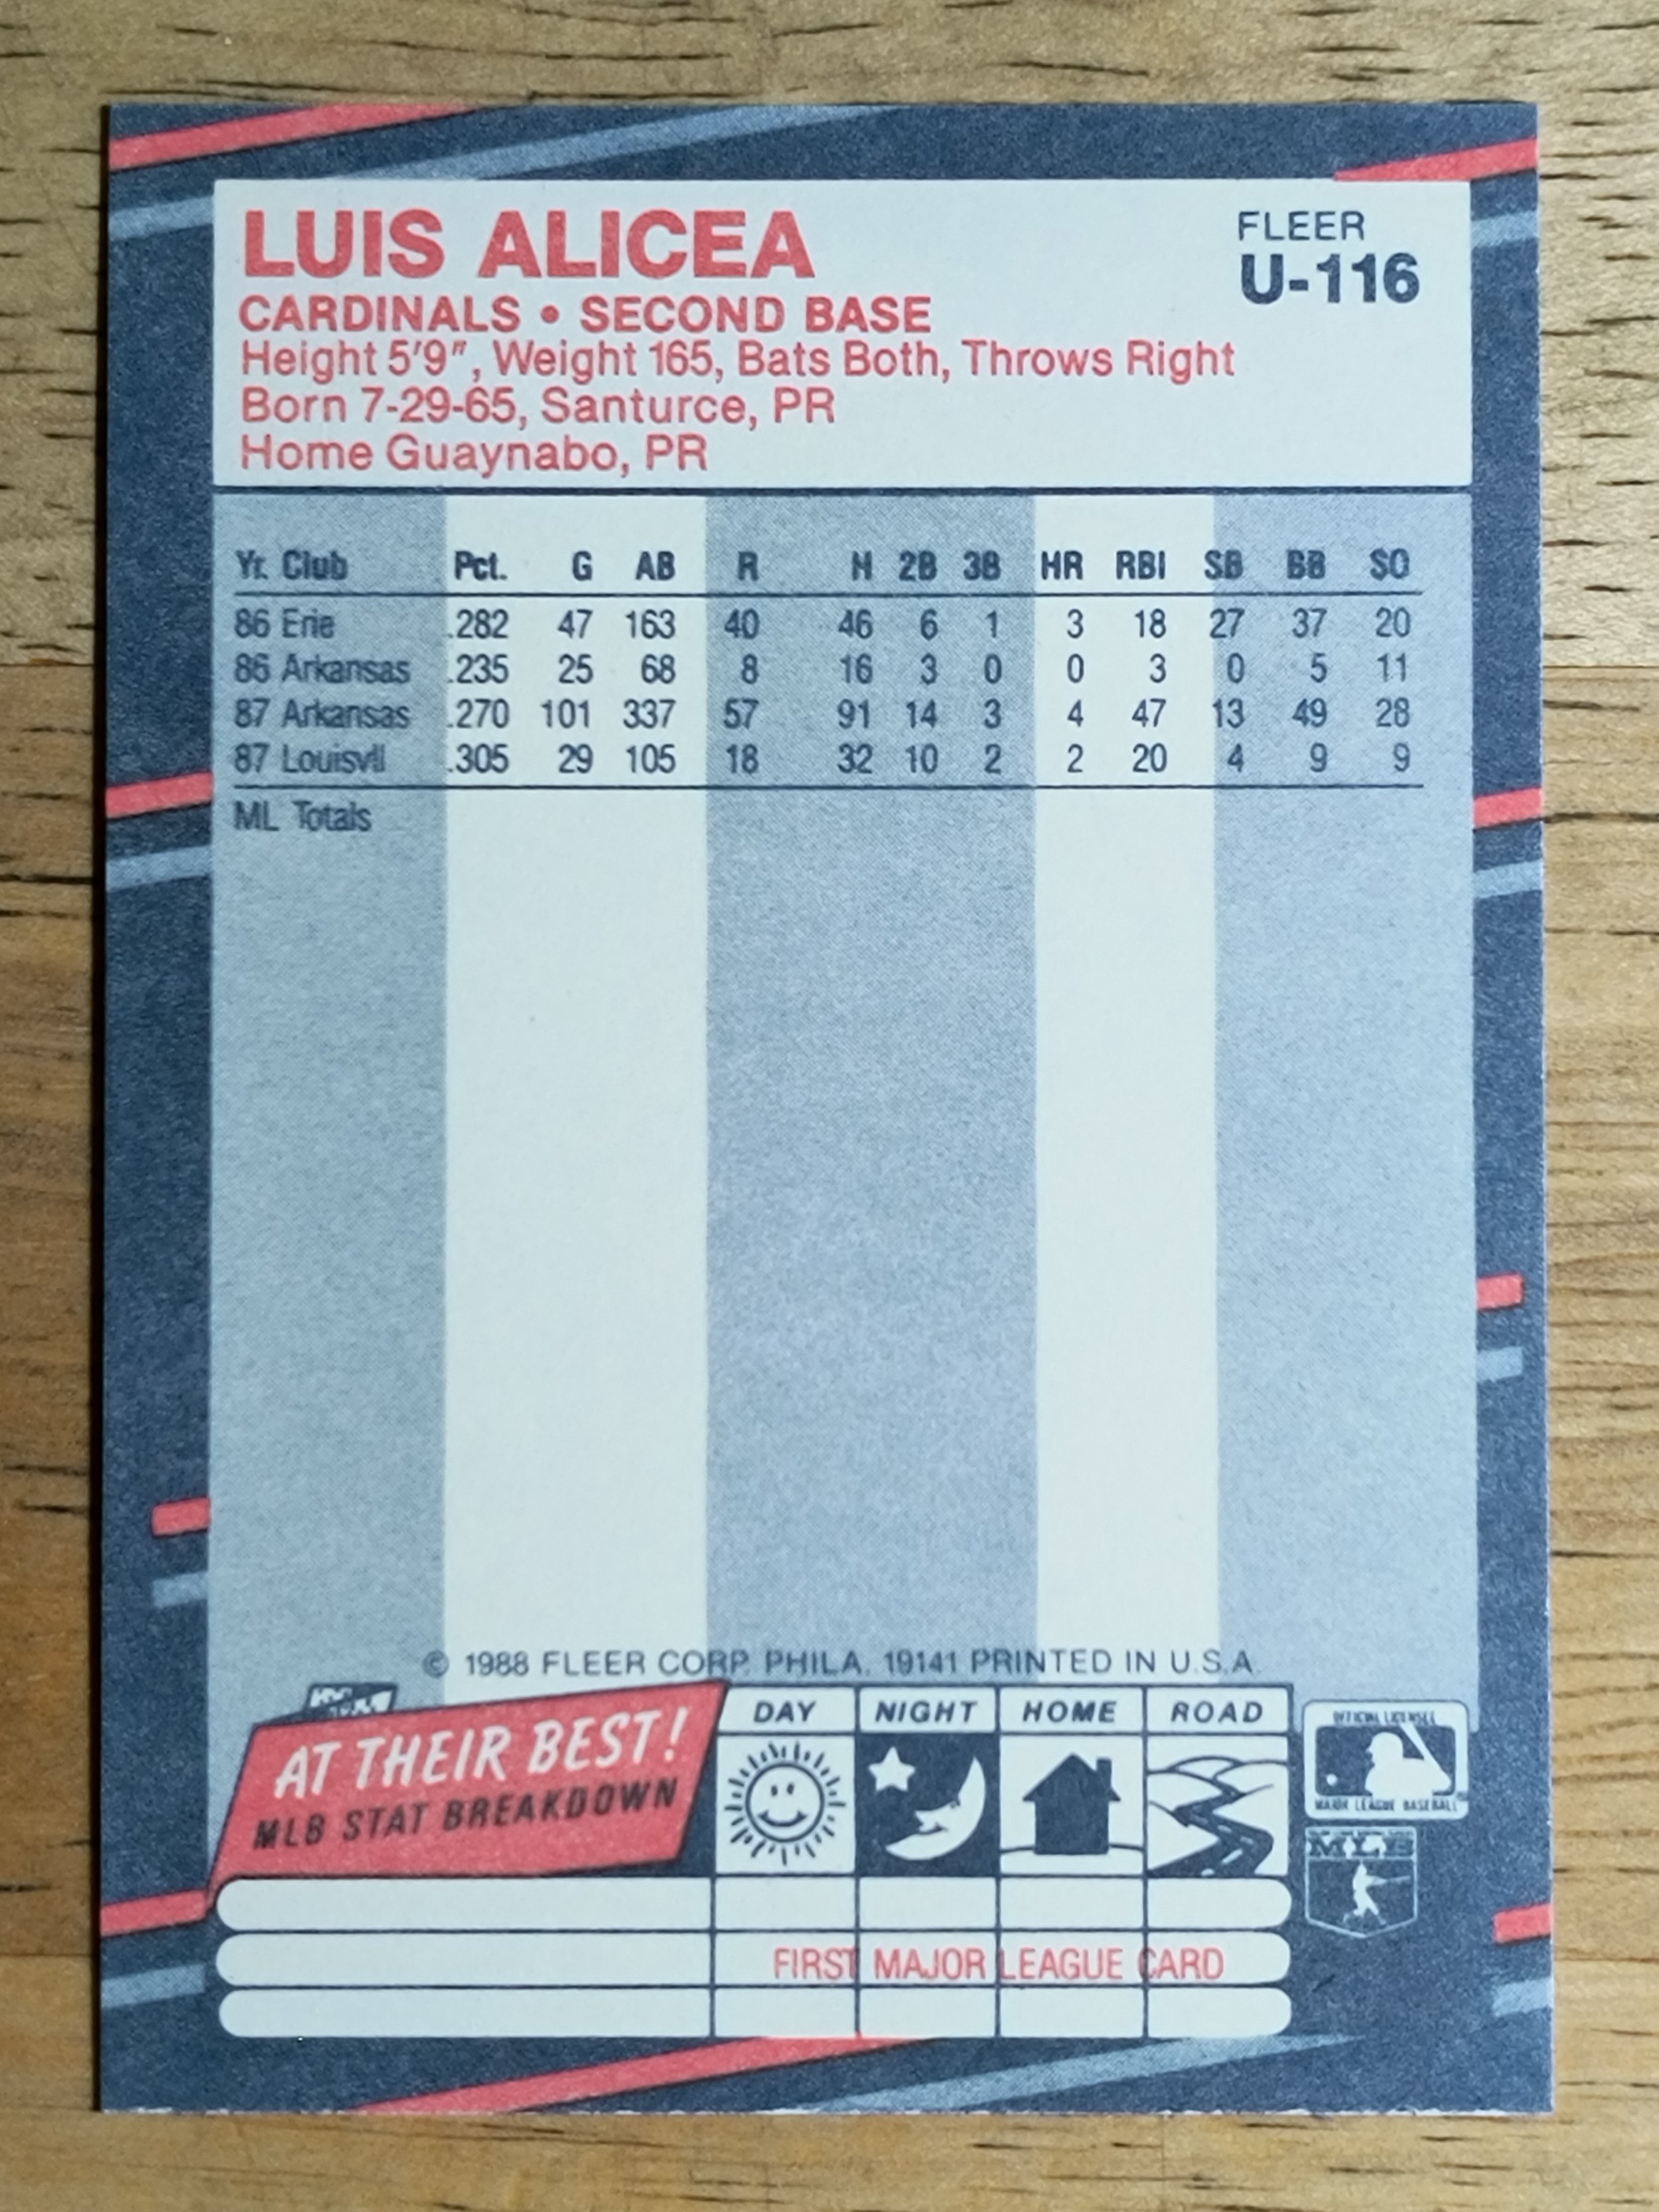 LUIS ALICEA
FLEER
U-116
CARDINALS • SECOND BASE
Height 5'9", Weight 165, Bats Both, Throws Right
Born 7-29-65, Santurce, PR
Home Guaynabo, PR
Yr. Club Pct. G AB R H 2B 3B HR RBI SB BB SO
86 Erie .282 47 163 40 46 6 1 3 18 27 37 20
86 Arkansas .235 25 68 8 16 3 0 0 3 0 5 11
87 Arkansas .270 101 337 57 91 14 3 4 47 13 49 28
87 Louisvll .305 29 105 18 32 10 2 2 20 4 9 9
ML Totals
© 1988 FLEER CORP. PHILA. 19141 PRINTED IN U.S.A.
AT THEIR BEST!
MLB STAT BREAKDOWN
DAY NIGHT HOME ROAD
OFFICIAL LICENSEE
MAJOR LEAGUE BASEBALL
MLB
FIRST MAJOR LEAGUE CARD